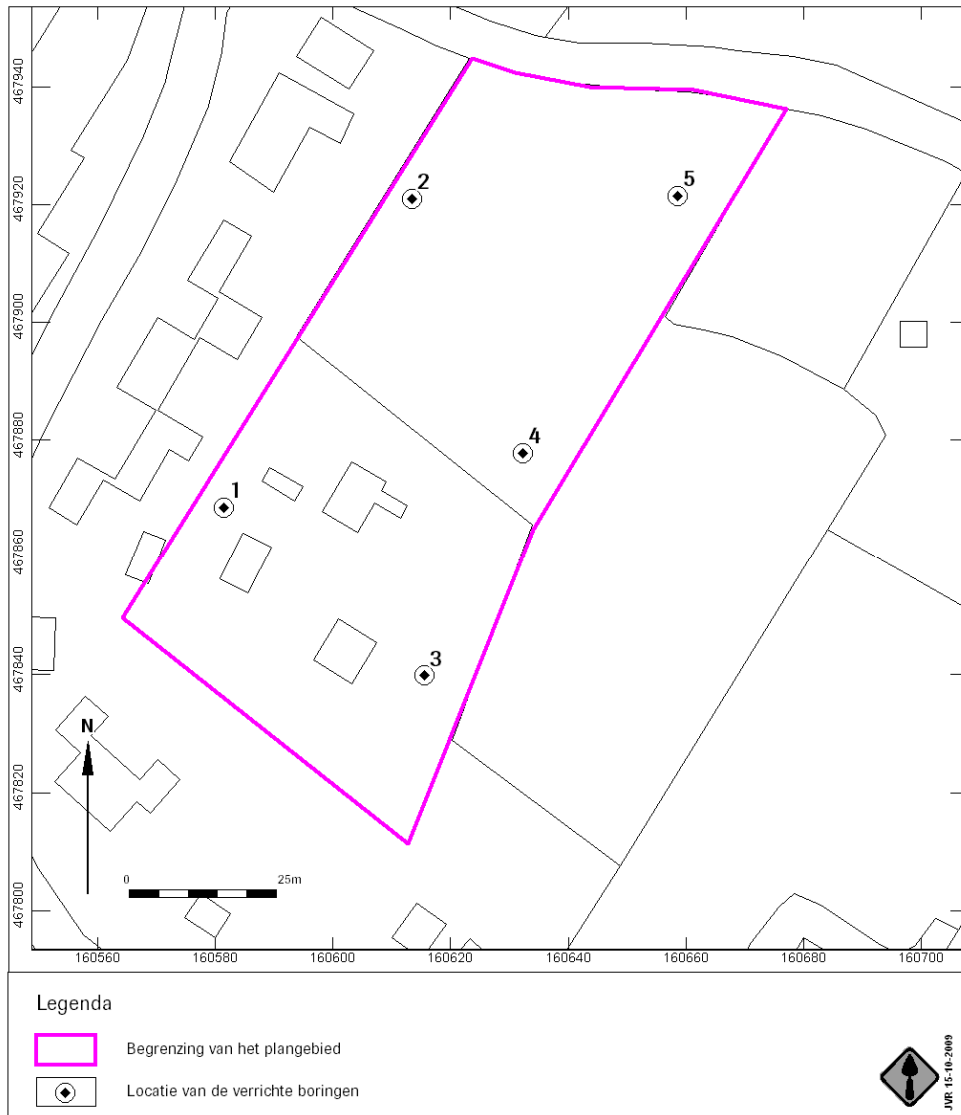 467940
467920
467900
467880
467860
467840
467820
467800
2
5
4
1
3
N
0 25m
160560 160580 160600 160620 160640 160660 160680 160700
Legenda
Begrenzing van het plangebied
Locatie van de verrichte boringen
JVR 15-10-2009